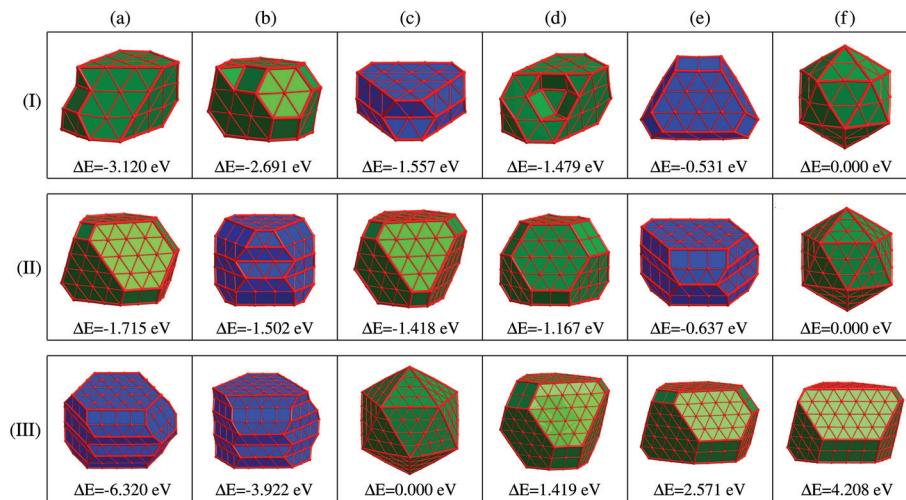 (a) (b) (c) (d) (e) (f)
(I)
ΔE=-3.120 eV ΔE=-2.691 eV ΔE=-1.557 eV ΔE=-1.479 eV ΔE=-0.531 eV ΔE=0.000 eV
(II)
ΔE=-1.715 eV ΔE=-1.502 eV ΔE=-1.418 eV ΔE=-1.167 eV ΔE=-0.637 eV ΔE=0.000 eV
(III)
ΔE=-6.320 eV ΔE=-3.922 eV ΔE=0.000 eV ΔE=1.419 eV ΔE=2.571 eV ΔE=4.208 eV